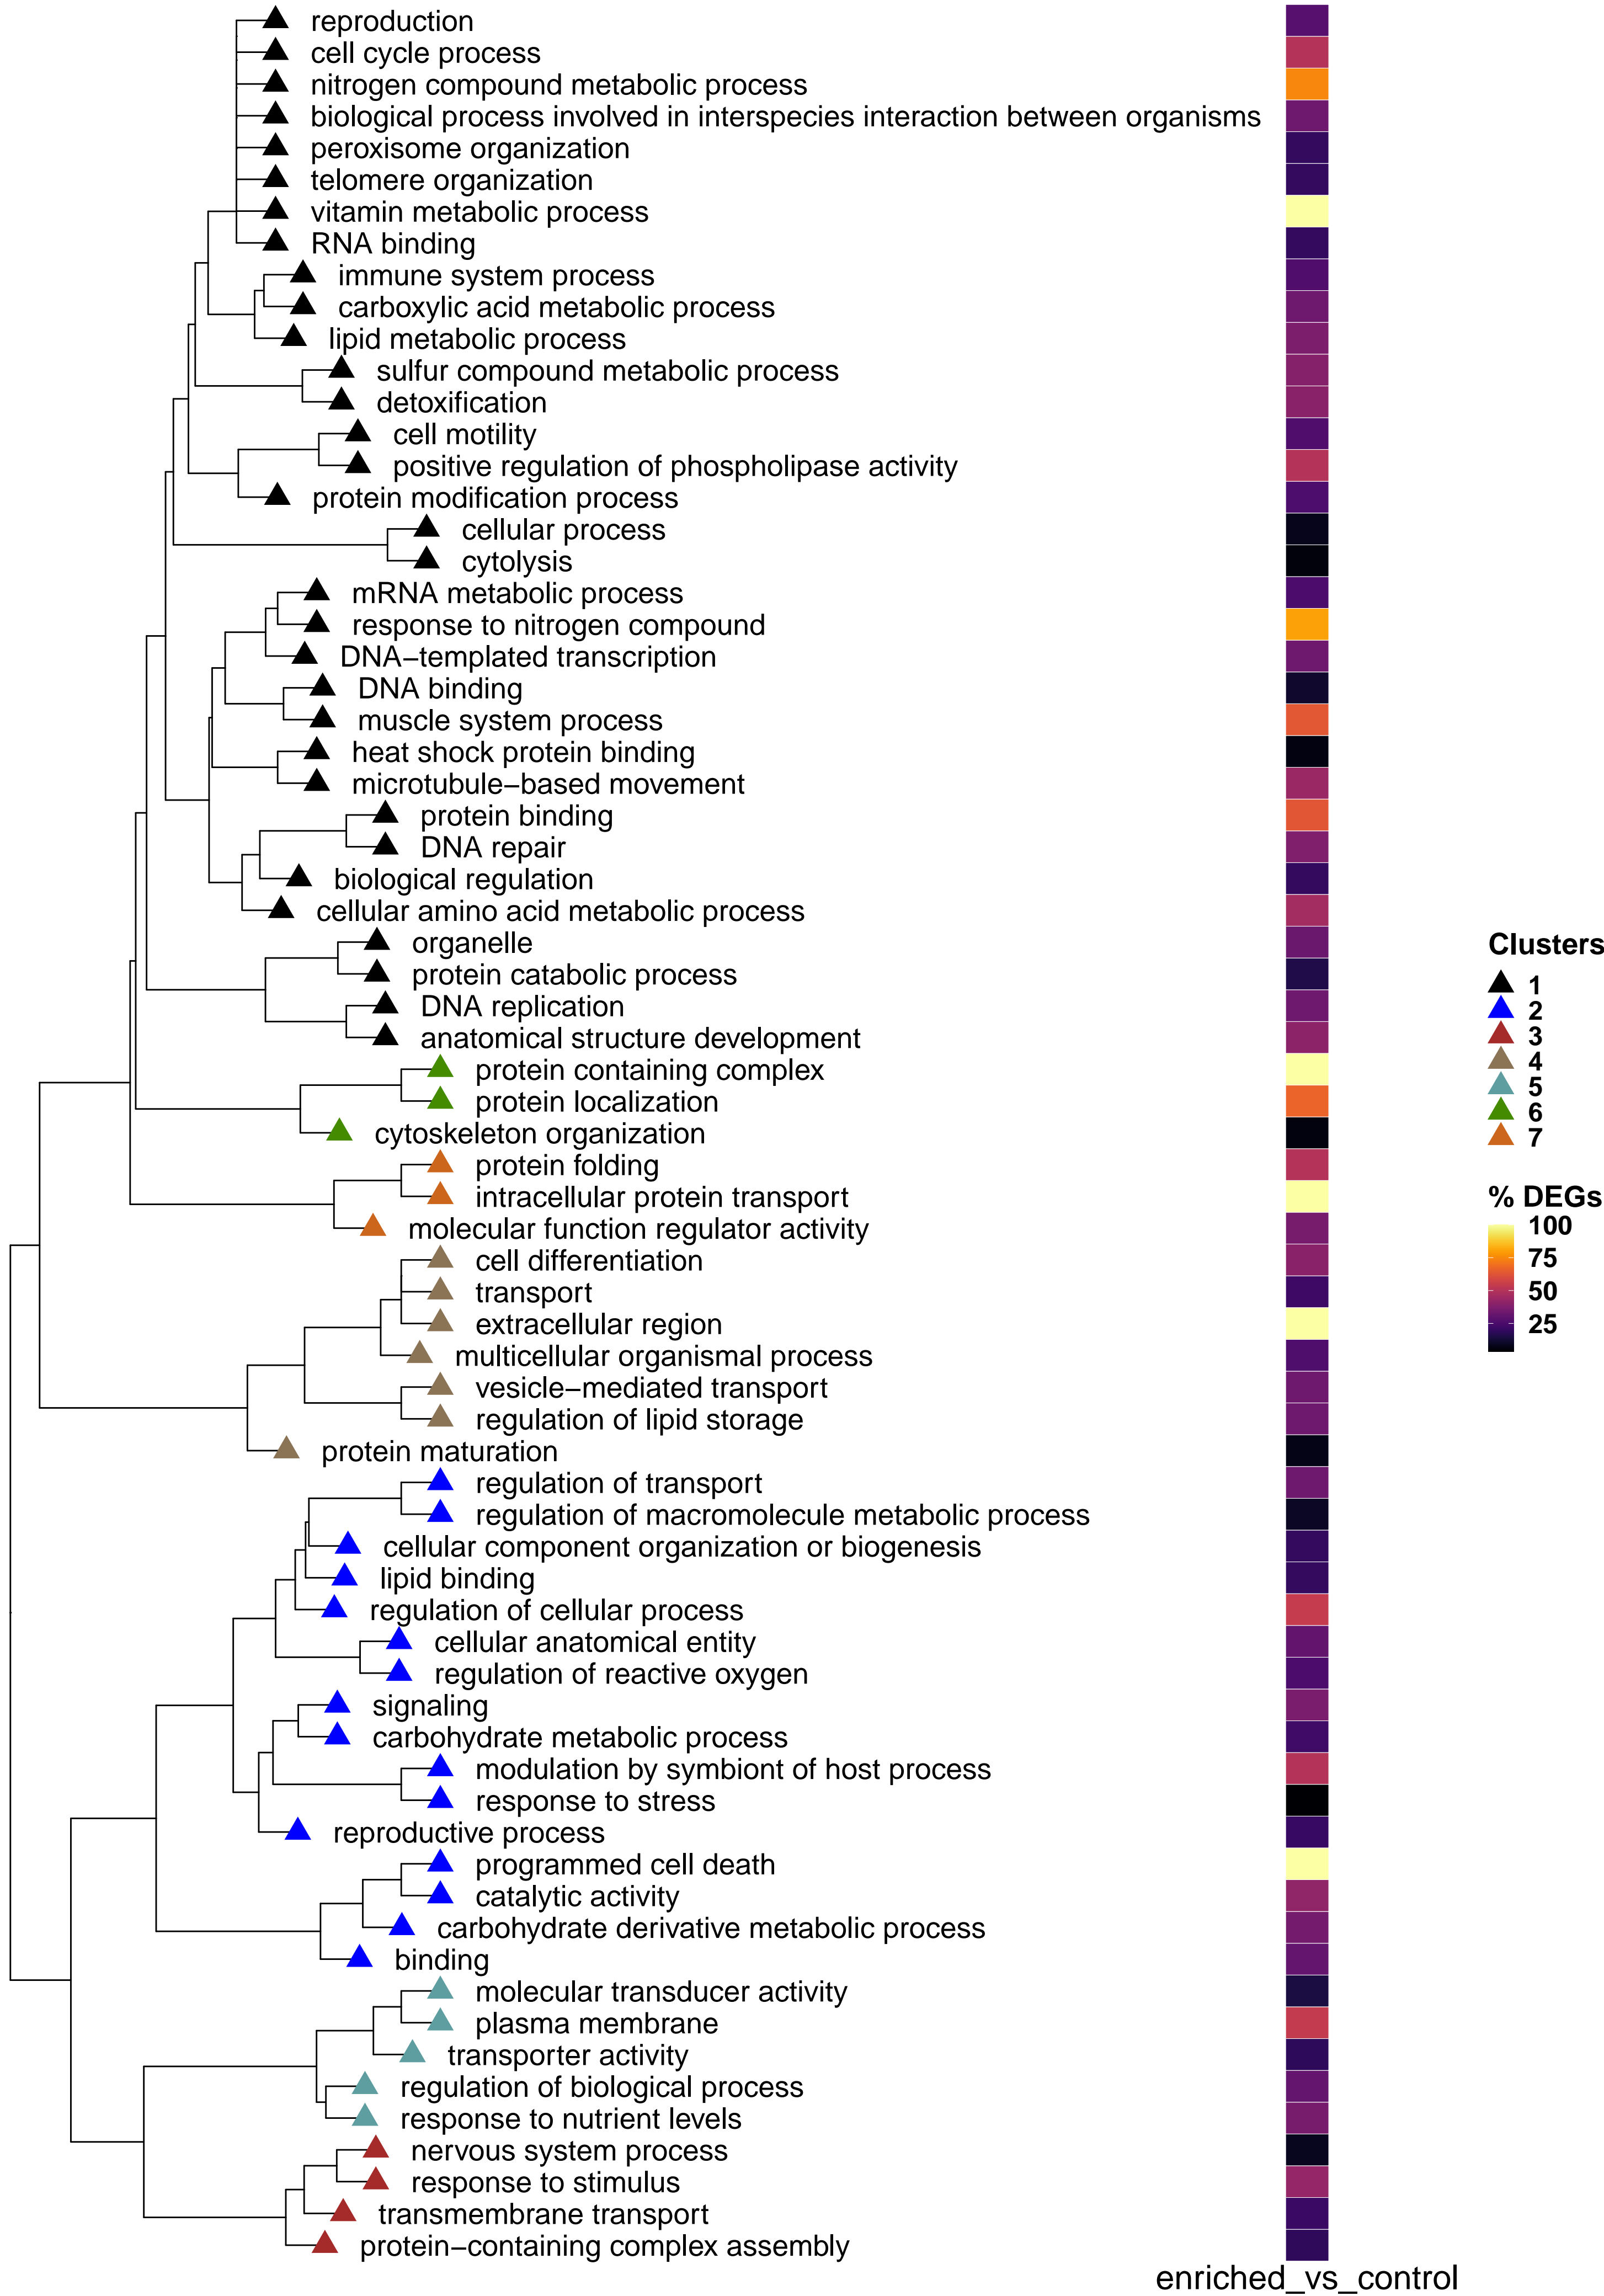 reproduction
cell cycle process
nitrogen compound metabolic process
biological process involved in interspecies interaction between organisms
peroxisome organization
telomere organization
vitamin metabolic process
RNA binding
immune system process
carboxylic acid metabolic process
lipid metabolic process
sulfur compound metabolic process
detoxification
cell motility
positive regulation of phospholipase activity
protein modification process
cellular process
cytolysis
mRNA metabolic process
response to nitrogen compound
DNA−templated transcription
DNA binding
muscle system process
heat shock protein binding
microtubule−based movement
protein binding
DNA repair
biological regulation
cellular amino acid metabolic process
organelle
protein catabolic process
DNA replication
anatomical structure development
protein containing complex
protein localization
cytoskeleton organization
protein folding
intracellular protein transport
molecular function regulator activity
cell differentiation
transport
extracellular region
multicellular organismal process
vesicle−mediated transport
regulation of lipid storage
protein maturation
regulation of transport
regulation of macromolecule metabolic process
cellular component organization or biogenesis
lipid binding
regulation of cellular process
cellular anatomical entity
regulation of reactive oxygen
signaling
carbohydrate metabolic process
modulation by symbiont of host process
response to stress
reproductive process
programmed cell death
catalytic activity
carbohydrate derivative metabolic process
binding
molecular transducer activity
plasma membrane
transporter activity
regulation of biological process
response to nutrient levels
nervous system process
response to stimulus
transmembrane transport
protein−containing complex assembly
enriched_vs_control
Clusters
1
2
3
4
5
6
7
% DEGs
100
75
50
25